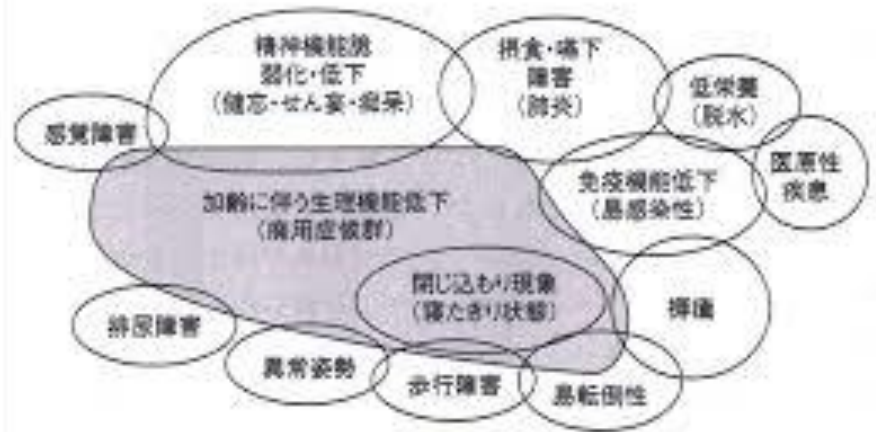 精神機能脆
弱化・低下
(健忘・せん妄・痴呆)
摂食・嚥下
障害
(肺炎)
低栄養
(脱水)
感覚障害
医原性
疾患
免疫機能低下
(易感染性)
加齢に伴う生理機能低下
(廃用症候群)
閉じ込もり現象
(寝たきり状態)
褥瘡
排尿障害
異常姿勢
歩行障害
易転倒性